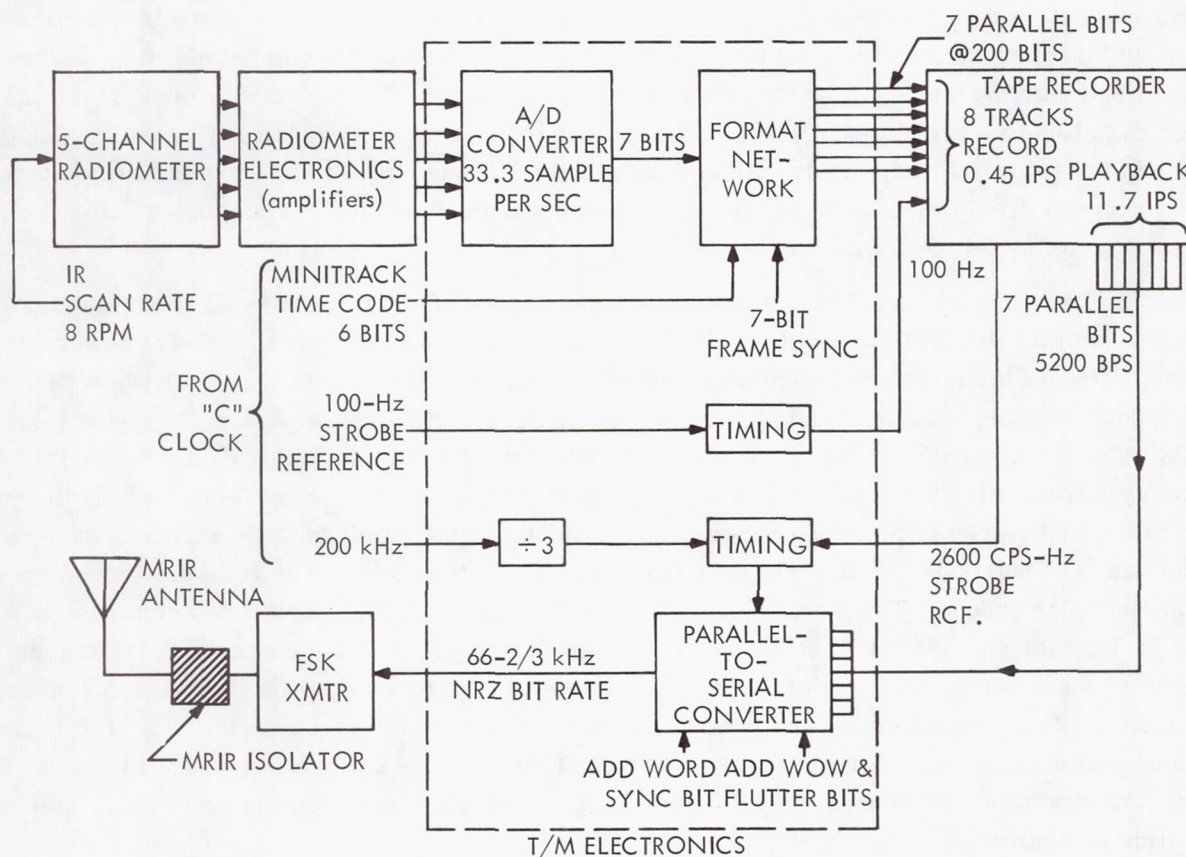 7 PARALLEL BITS
@200 BITS
5-CHANNEL
RADIOMETER
RADIOMETER
ELECTRONICS
(amplifiers)
A/D
CONVERTER
33.3 SAMPLE
PER SEC
7 BITS
FORMAT
NET-
WORK
TAPE RECORDER
8 TRACKS
RECORD
0.45 IPS
PLAYBACK
11.7 IPS
IR
SCAN RATE
8 RPM
MINITRACK
TIME CODE
6 BITS
7-BIT
FRAME SYNC
100 Hz
7 PARALLEL
BITS
5200 BPS
FROM
"C"
CLOCK
100-Hz
STROBE
REFERENCE
TIMING
200 kHz
÷3
TIMING
2600 CPS-Hz
STROBE
RCF.
MRIR
ANTENNA
FSK
XMTR
66-2/3 kHz
NRZ BIT RATE
PARALLEL-
TO-
SERIAL
CONVERTER
MRIR ISOLATOR
ADD WORD
SYNC BIT
ADD WOW &
FLUTTER BITS
T/M ELECTRONICS